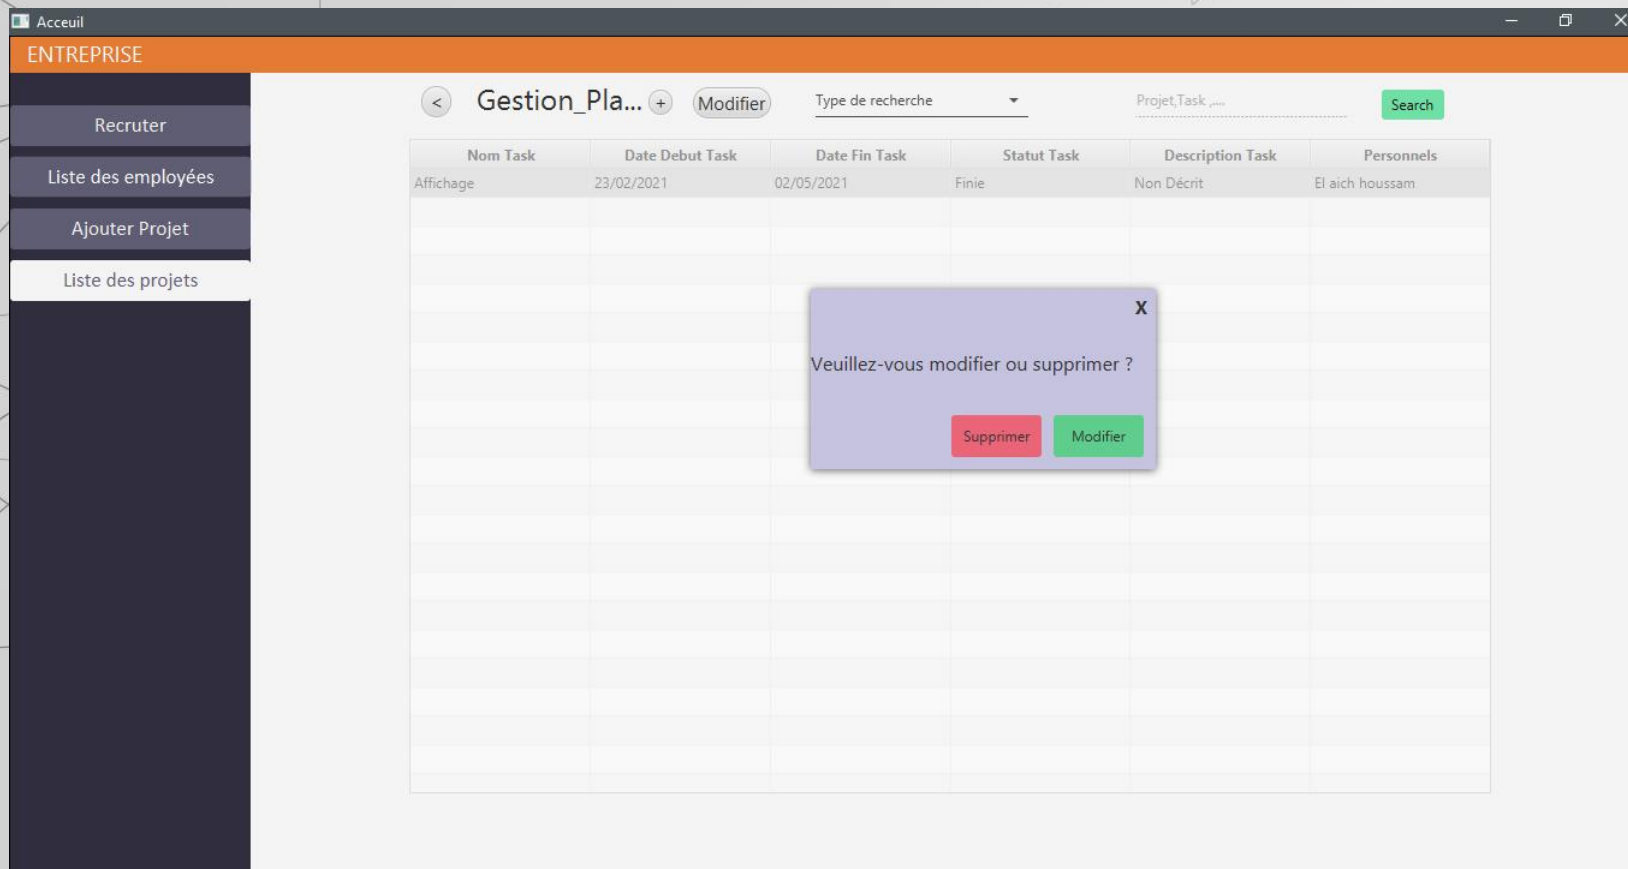 Acceuil
ENTREPRISE
Recruter
Liste des employées
Ajouter Projet
Liste des projets
< Gestion_Pla... + Modifier Type de recherche Projet,Task ,.... Search
Nom Task Date Debut Task Date Fin Task Statut Task Description Task Personnels
Affichage 23/02/2021 02/05/2021 Finie Non Décrit El aich houssam
X
Veuillez-vous modifier ou supprimer ?
Supprimer Modifier